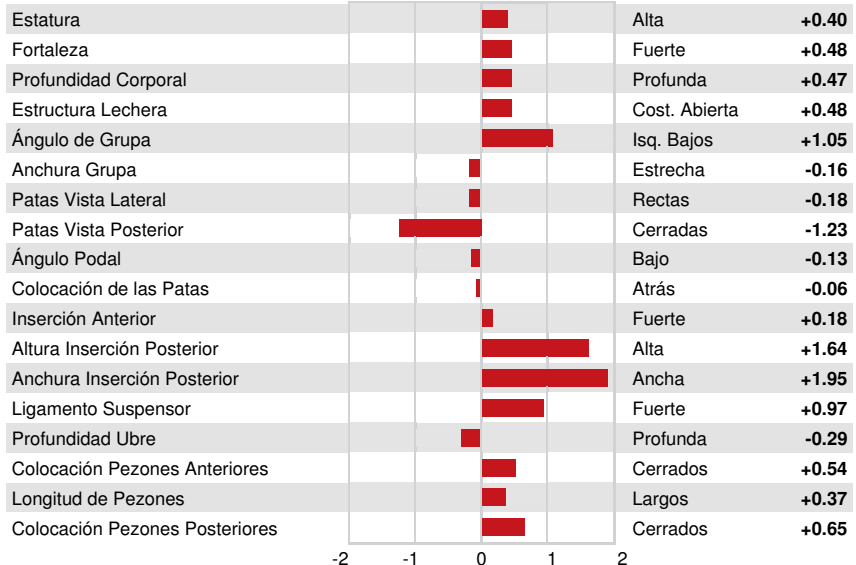 Estatura Alta +0.40
Fortaleza Fuerte +0.48
Profundidad Corporal Profunda +0.47
Estructura Lechera Cost. Abierta +0.48
Ángulo de Grupa Isq. Bajos +1.05
Anchura Grupa Estrecha -0.16
Patas Vista Lateral Rectas -0.18
Patas Vista Posterior Cerradas -1.23
Ángulo Podal Bajo -0.13
Colocación de las Patas Atrás -0.06
Inserción Anterior Fuerte +0.18
Altura Inserción Posterior Alta +1.64
Anchura Inserción Posterior Ancha +1.95
Ligamento Suspensor Fuerte +0.97
Profundidad Ubre Profunda -0.29
Colocación Pezones Anteriores Cerrados +0.54
Longitud de Pezones Largos +0.37
Colocación Pezones Posteriores Cerrados +0.65
-2 -1 0 1 2